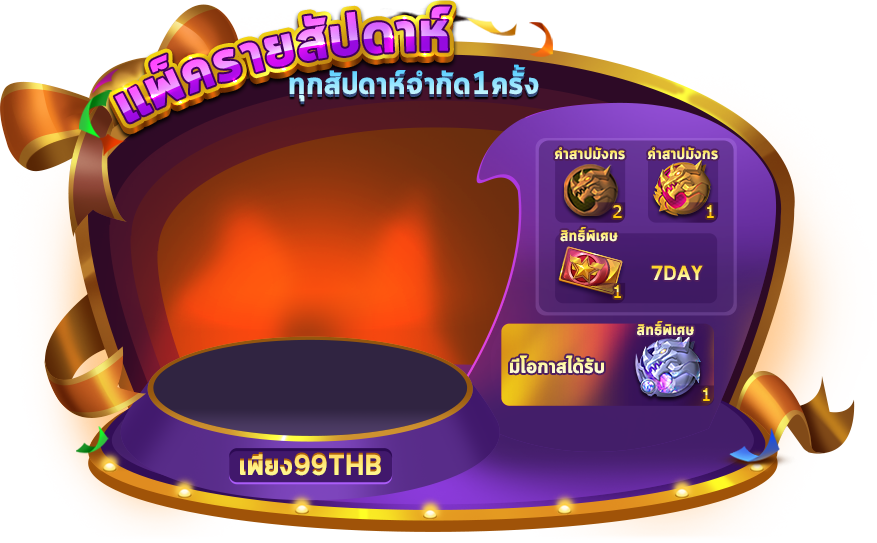 แพ็ครายสัปดาห์
ทุกสัปดาห์จำกัด1ครั้ง
คำสาปมังกร คำสาปมังกร
2 1
สิทธิ์พิเศษ
1 7DAY
สิทธิ์พิเศษ
มีโอกาสได้รับ
1
เพียง99THB